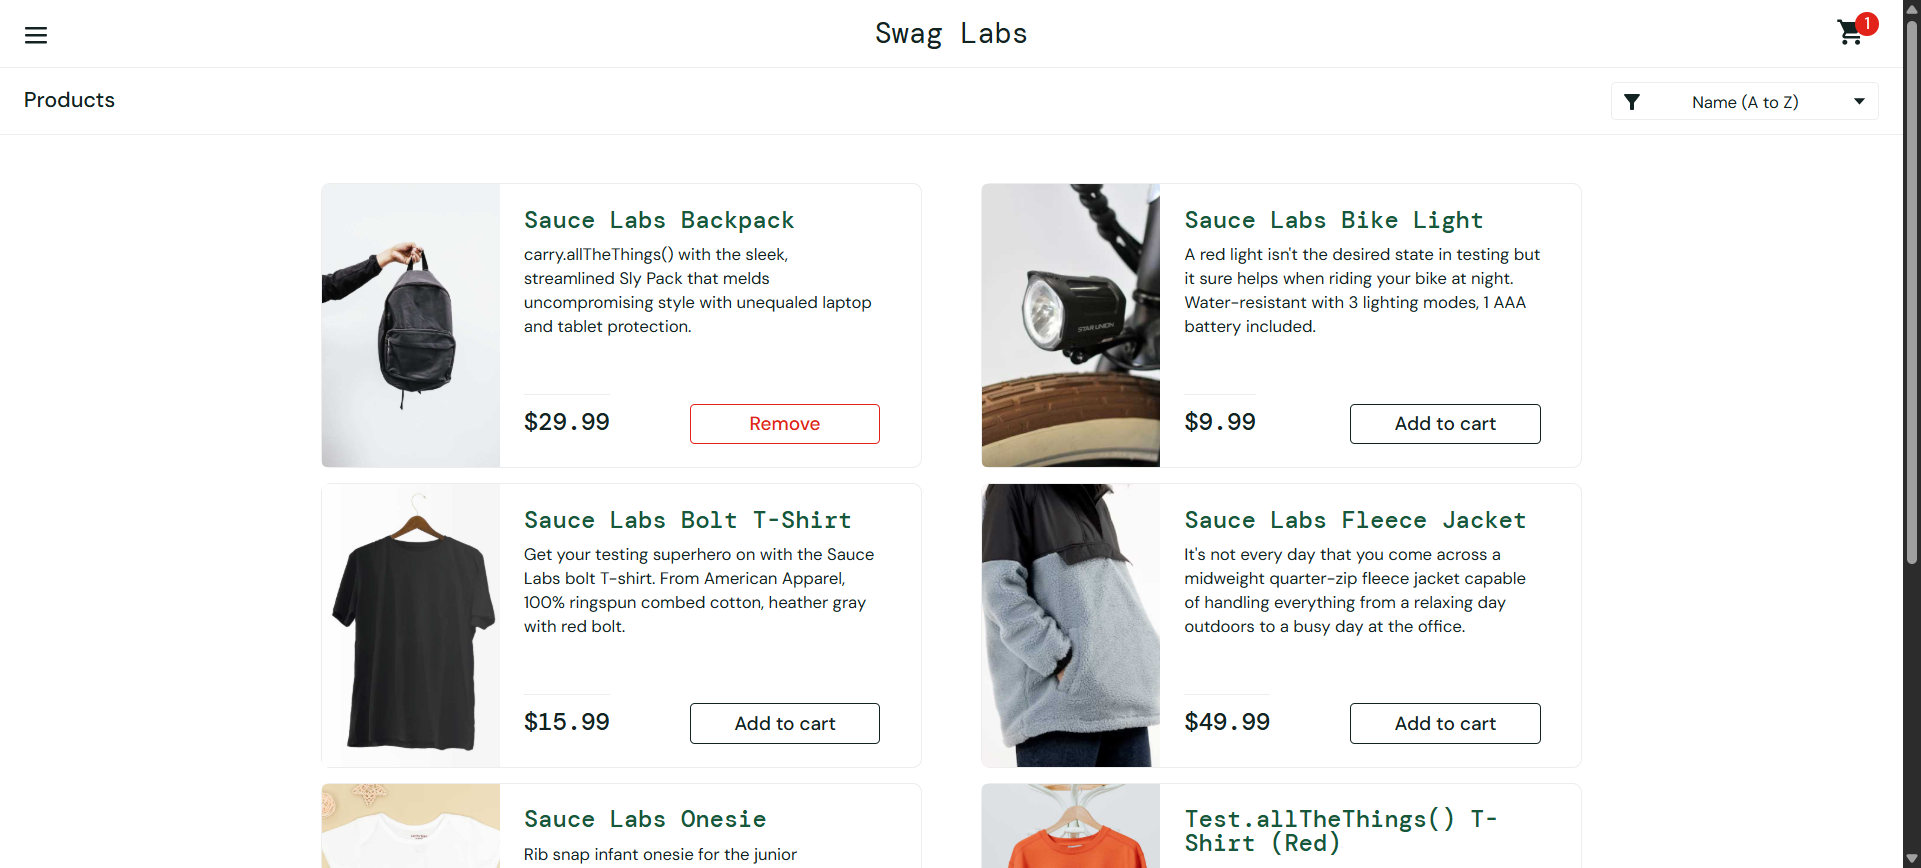 Swag Labs
1
Products
Name (A to Z)
Sauce Labs Backpack
carry.allTheThings() with the sleek,
streamlined Sly Pack that melds
uncompromising style with unequaled laptop
and tablet protection.
$29.99
Remove
Sauce Labs Bike Light
A red light isn't the desired state in testing but
it sure helps when riding your bike at night.
Water-resistant with 3 lighting modes, 1 AAA
battery included.
STAR UNION
$9.99
Add to cart
Sauce Labs Bolt T-Shirt
Get your testing superhero on with the Sauce
Labs bolt T-shirt. From American Apparel,
100% ringspun combed cotton, heather gray
with red bolt.
$15.99
Add to cart
Sauce Labs Fleece Jacket
It's not every day that you come across a
midweight quarter-zip fleece jacket capable
of handling everything from a relaxing day
outdoors to a busy day at the office.
$49.99
Add to cart
Sauce Labs Onesie
Rib snap infant onesie for the junior
Test.allTheThings() T-
Shirt (Red)